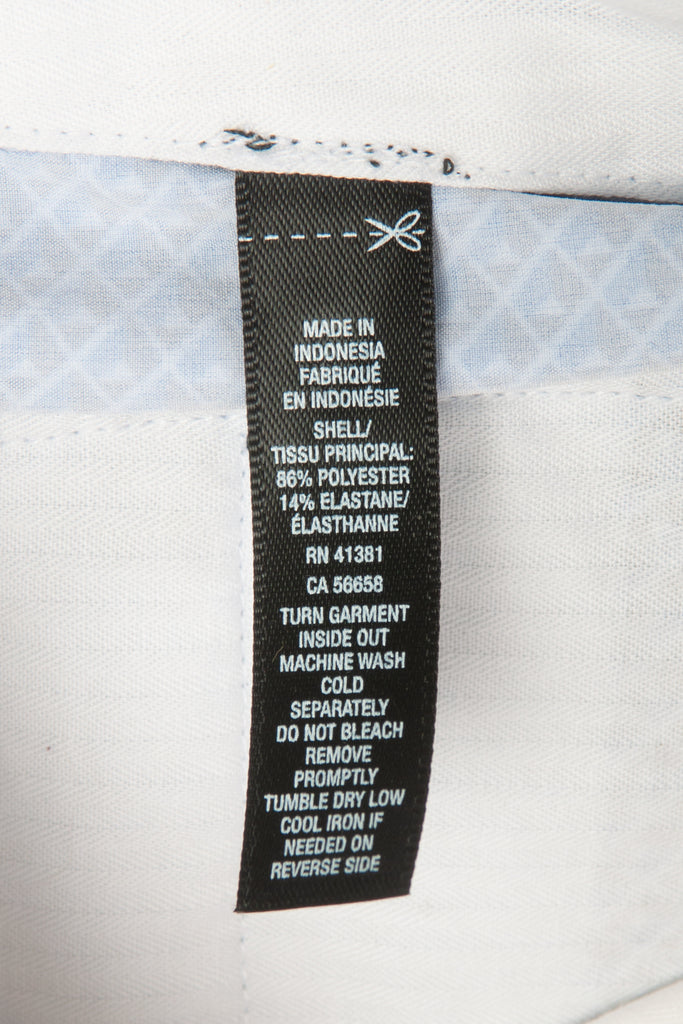 MADE IN
INDONESIA
FABRIQUÉ
EN INDONÉSIE
SHELL/
TISSU PRINCIPAL:
86% POLYESTER
14% ELASTANE/
ÉLASTHANNE
RN 41381
CA 56658
TURN GARMENT
INSIDE OUT
MACHINE WASH
COLD
SEPARATELY
DO NOT BLEACH
REMOVE
PROMPTLY
TUMBLE DRY LOW
COOL IRON IF
NEEDED ON
REVERSE SIDE